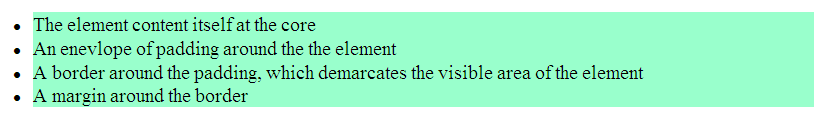 • The element content itself at the core
• An enevlope of padding around the the element
• A border around the padding, which demarcates the visible area of the element
• A margin around the border